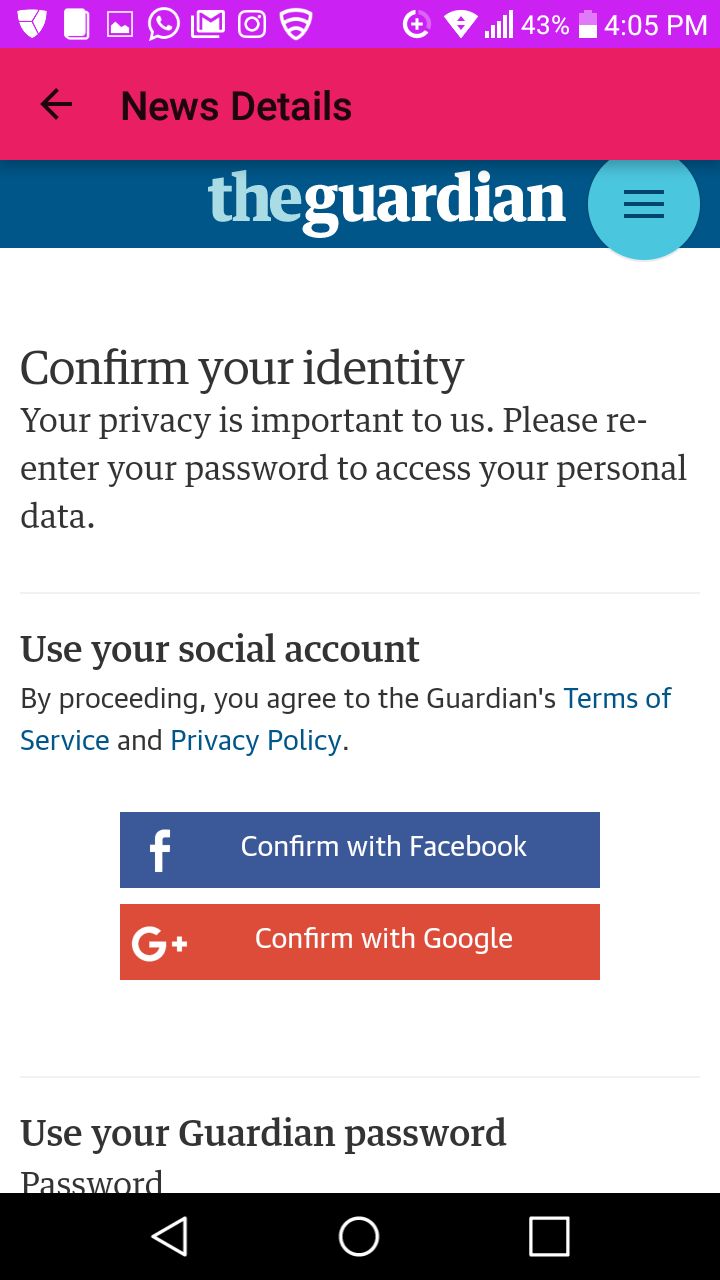 43% 4:05 PM
News Details
theguardian
Confirm your identity
Your privacy is important to us. Please re-
enter your password to access your personal
data.
Use your social account
By proceeding, you agree to the Guardian's Terms of
Service and Privacy Policy.
f Confirm with Facebook
G+ Confirm with Google
Use your Guardian password
Password